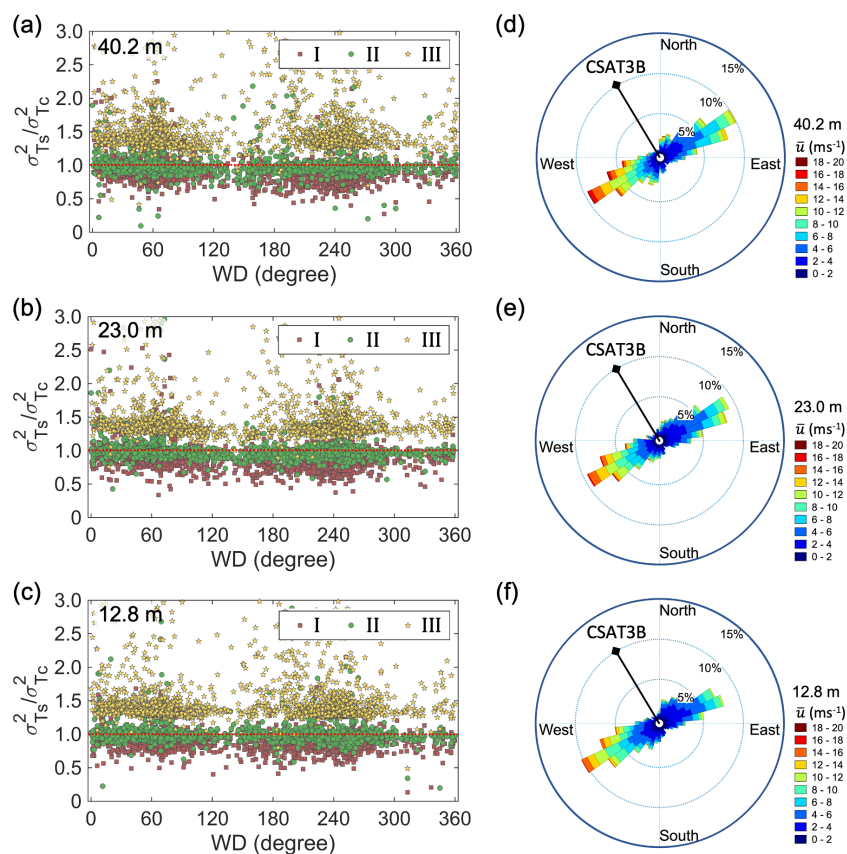 (a)
40.2 m
I II III
3.0
2.5
2.0
1.5
1.0
0.5
0
σ²Ts/σ²Tc
0 60 120 180 240 300 360
WD (degree)
(d)
North
CSAT3B
15%
10%
5%
West
East
South
40.2 m
u̅ (ms⁻¹)
18 - 20
16 - 18
14 - 16
12 - 14
10 - 12
8 - 10
6 - 8
4 - 6
2 - 4
0 - 2
(b)
23.0 m
I II III
3.0
2.5
2.0
1.5
1.0
0.5
0
σ²Ts/σ²Tc
0 60 120 180 240 300 360
WD (degree)
(e)
North
CSAT3B
15%
10%
5%
West
East
South
23.0 m
u̅ (ms⁻¹)
18 - 20
16 - 18
14 - 16
12 - 14
10 - 12
8 - 10
6 - 8
4 - 6
2 - 4
0 - 2
(c)
12.8 m
I II III
3.0
2.5
2.0
1.5
1.0
0.5
0
σ²Ts/σ²Tc
0 60 120 180 240 300 360
WD (degree)
(f)
North
CSAT3B
15%
10%
5%
West
East
South
12.8 m
u̅ (ms⁻¹)
18 - 20
16 - 18
14 - 16
12 - 14
10 - 12
8 - 10
6 - 8
4 - 6
2 - 4
0 - 2